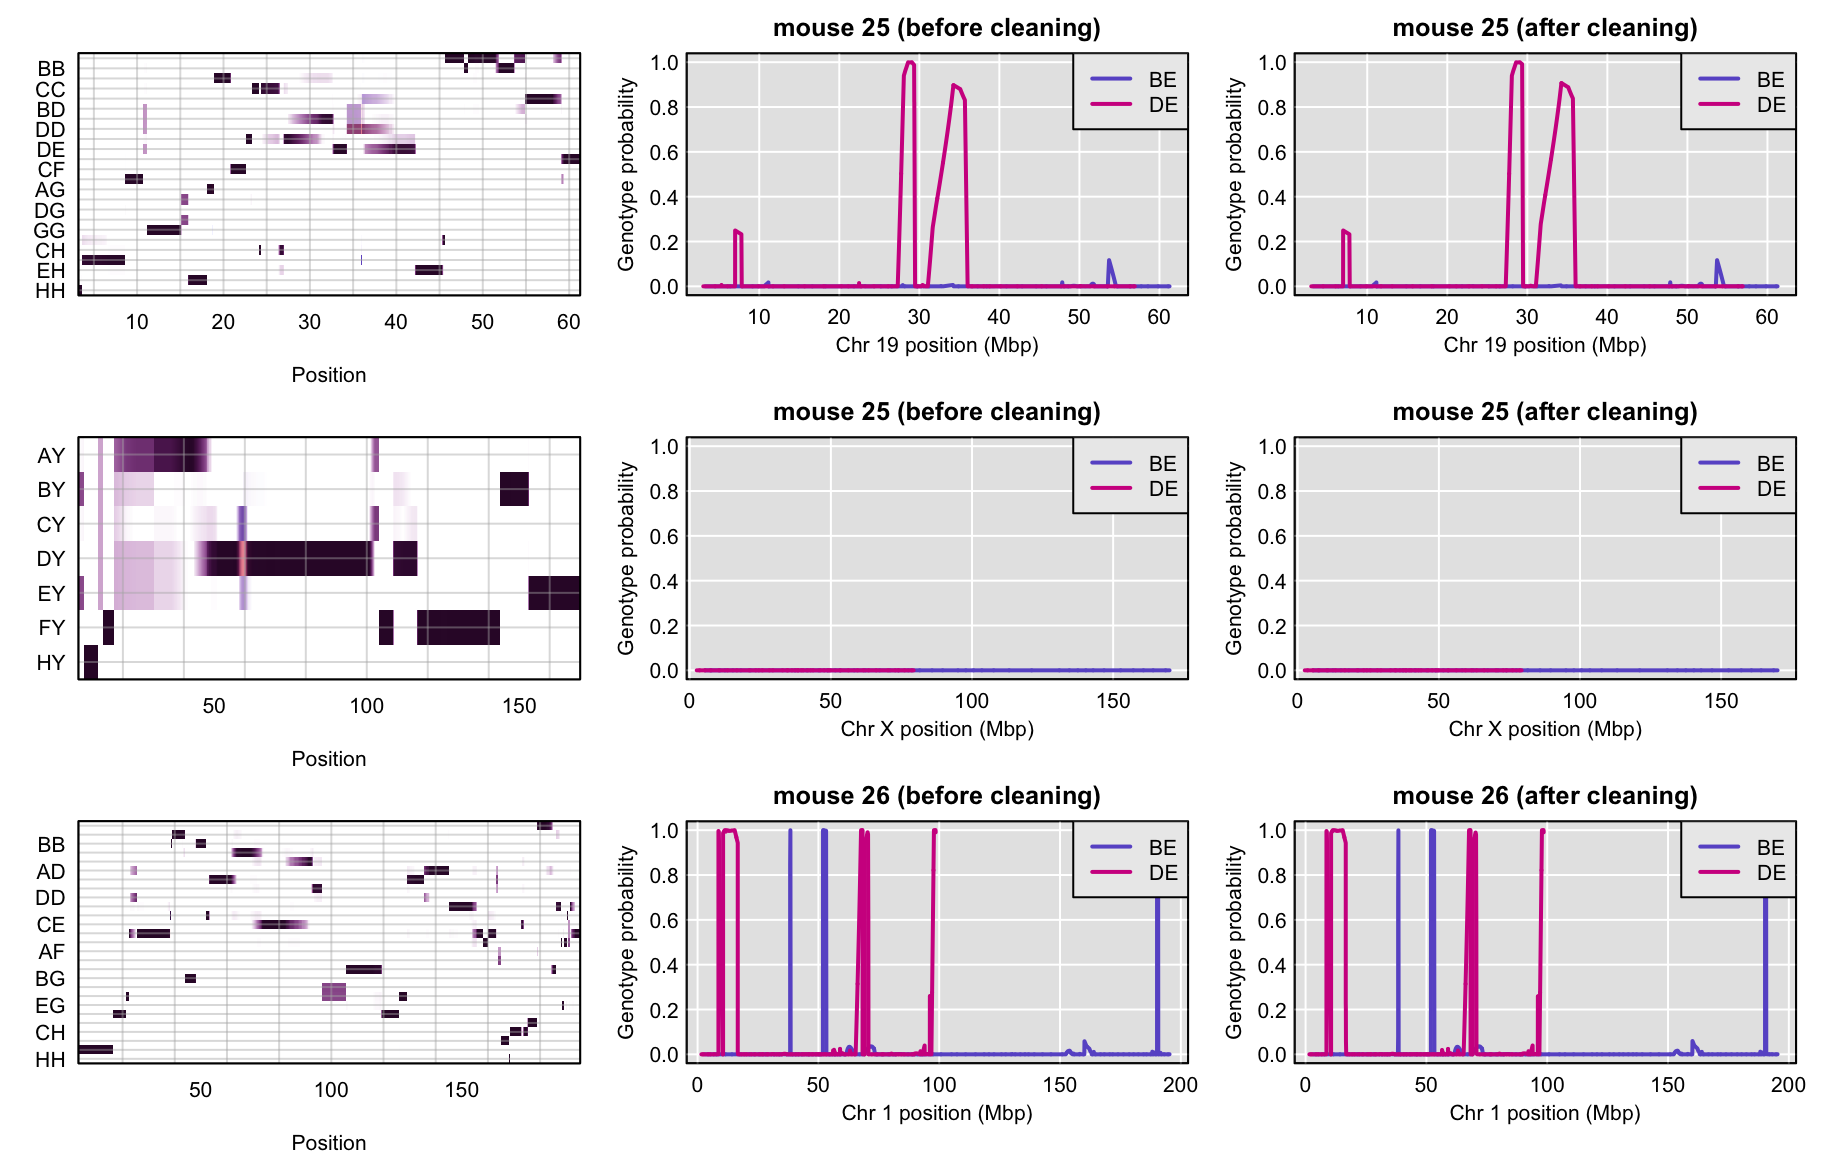 mouse 25 (before cleaning)
mouse 25 (after cleaning)
BB
CC
BD
DD
DE
CF
AG
DG
GG
CH
EH
HH
10 20 30 40 50 60
Position
Genotype probability
1.0
0.8
0.6
0.4
0.2
0.0
BE
DE
10 20 30 40 50 60
Chr 19 position (Mbp)
Genotype probability
1.0
0.8
0.6
0.4
0.2
0.0
BE
DE
10 20 30 40 50 60
Chr 19 position (Mbp)
mouse 25 (before cleaning)
mouse 25 (after cleaning)
AY
BY
CY
DY
EY
FY
HY
50 100 150
Position
Genotype probability
1.0
0.8
0.6
0.4
0.2
0.0
BE
DE
0 50 100 150
Chr X position (Mbp)
Genotype probability
1.0
0.8
0.6
0.4
0.2
0.0
BE
DE
0 50 100 150
Chr X position (Mbp)
mouse 26 (before cleaning)
mouse 26 (after cleaning)
BB
AD
DD
CE
AF
BG
EG
CH
HH
50 100 150
Position
Genotype probability
1.0
0.8
0.6
0.4
0.2
0.0
BE
DE
0 50 100 150 200
Chr 1 position (Mbp)
Genotype probability
1.0
0.8
0.6
0.4
0.2
0.0
BE
DE
0 50 100 150 200
Chr 1 position (Mbp)